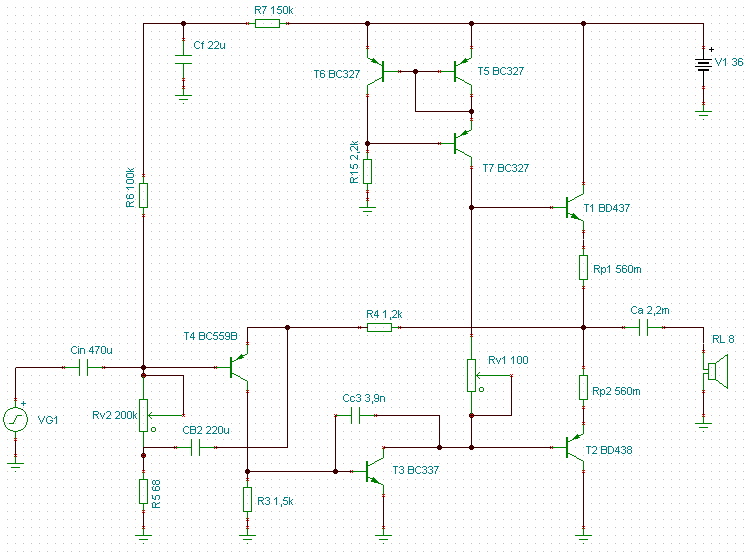 R7 150k
Cf 22u
T6 BC327
T5 BC327
+
V1 36
T7 BC327
R15 2,2k
R6 100k
T1 BD437
Rp1 560m
R4 1,2k
Ca 2,2m
T4 BC559B
RL 8
Cin 470u
Rv1 100
Rp2 560m
+
VG1
Rv2 200k
Cc3 3,9n
CB2 220u
T2 BD438
T3 BC337
R5 68
R3 1,5k